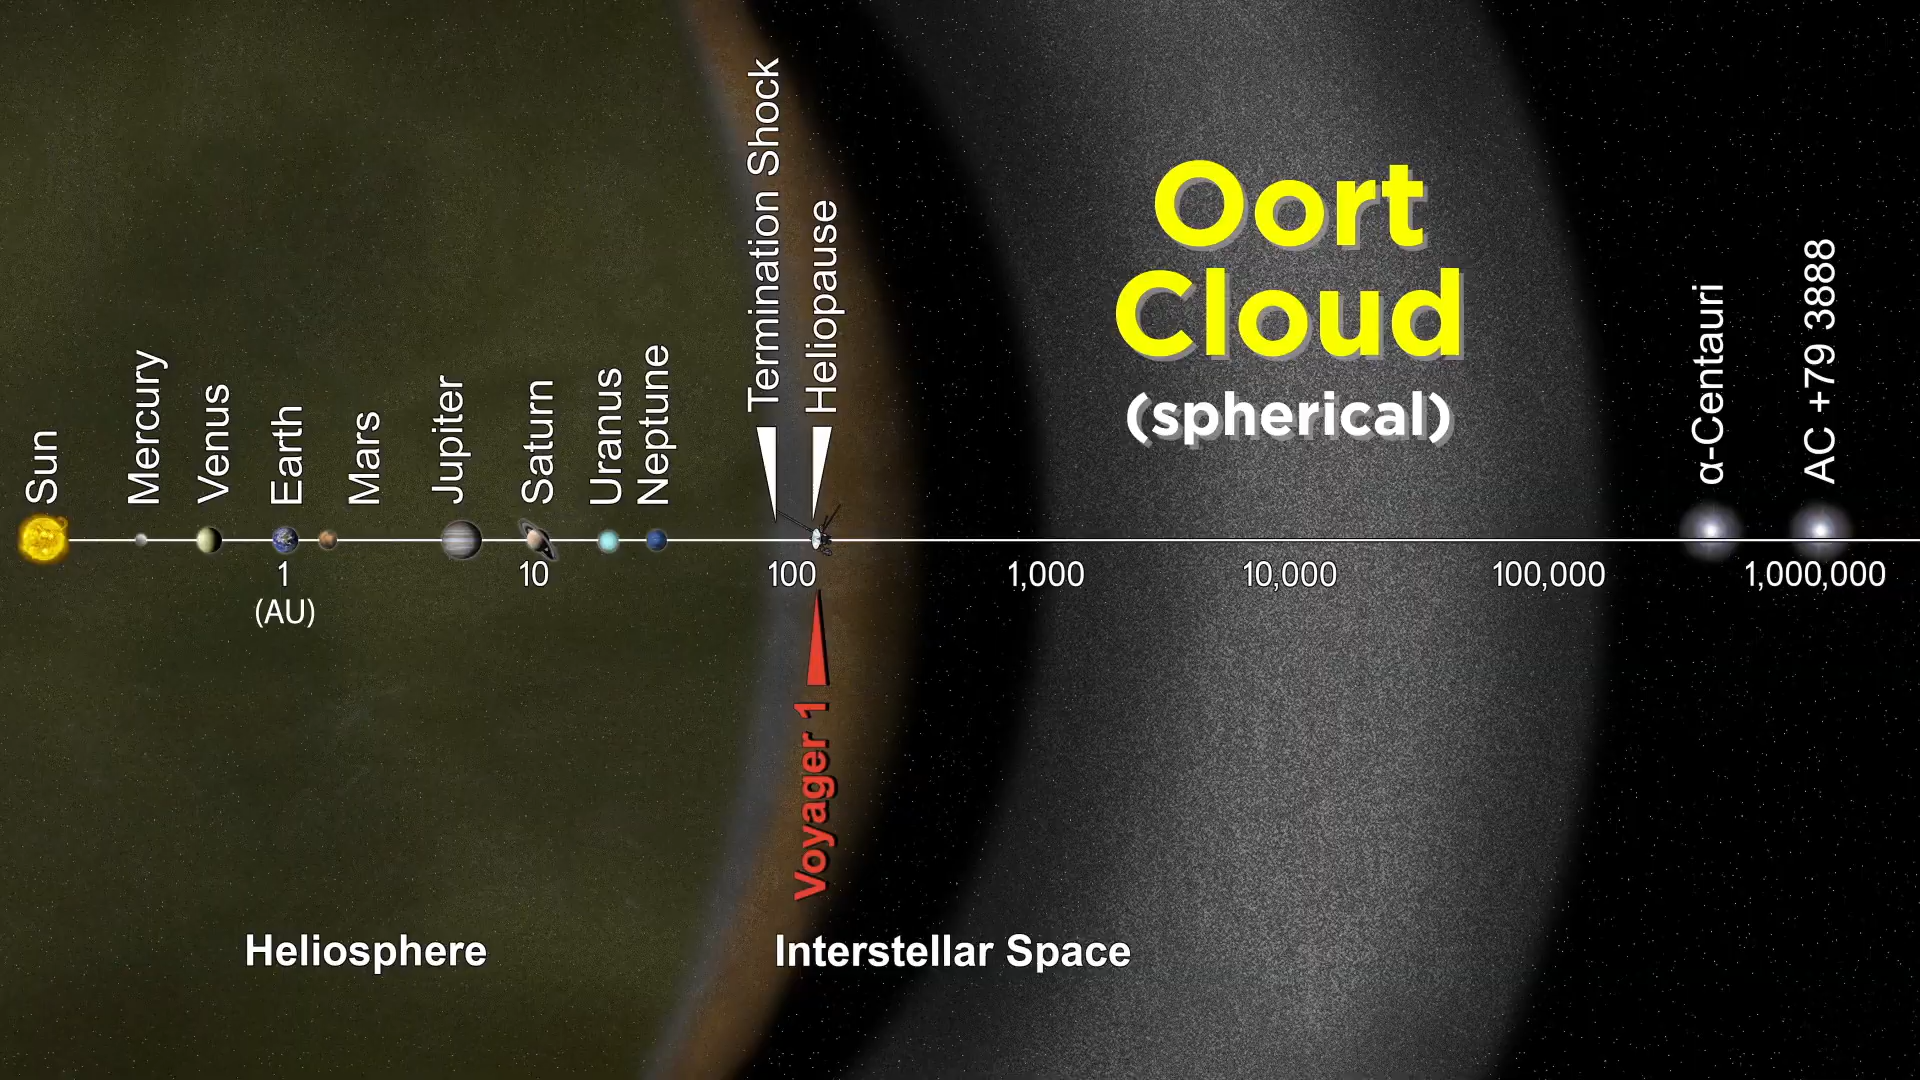 Oort
Cloud
(spherical)
Sun
Mercury
Venus
Earth
Mars
Jupiter
Saturn
Uranus
Neptune
Termination Shock
Heliopause
α-Centauri
AC +79 3888
1
10
100
1,000
10,000
100,000
1,000,000
(AU)
Voyager 1
Heliosphere
Interstellar Space